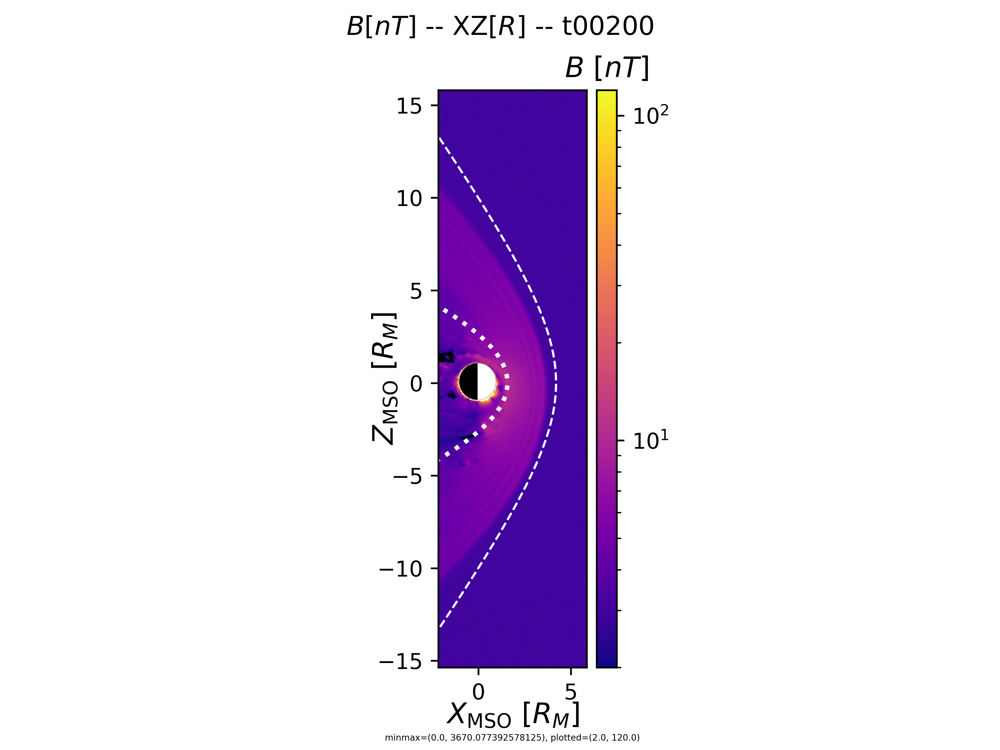 B[nT] -- XZ[R] -- t00200
B [nT]
15
10
5
0
−5
−10
−15
Z_MSO [R_M]
10²
10¹
0 5
X_MSO [R_M]
minmax=(0.0, 3670.077392578125), plotted=(2.0, 120.0)